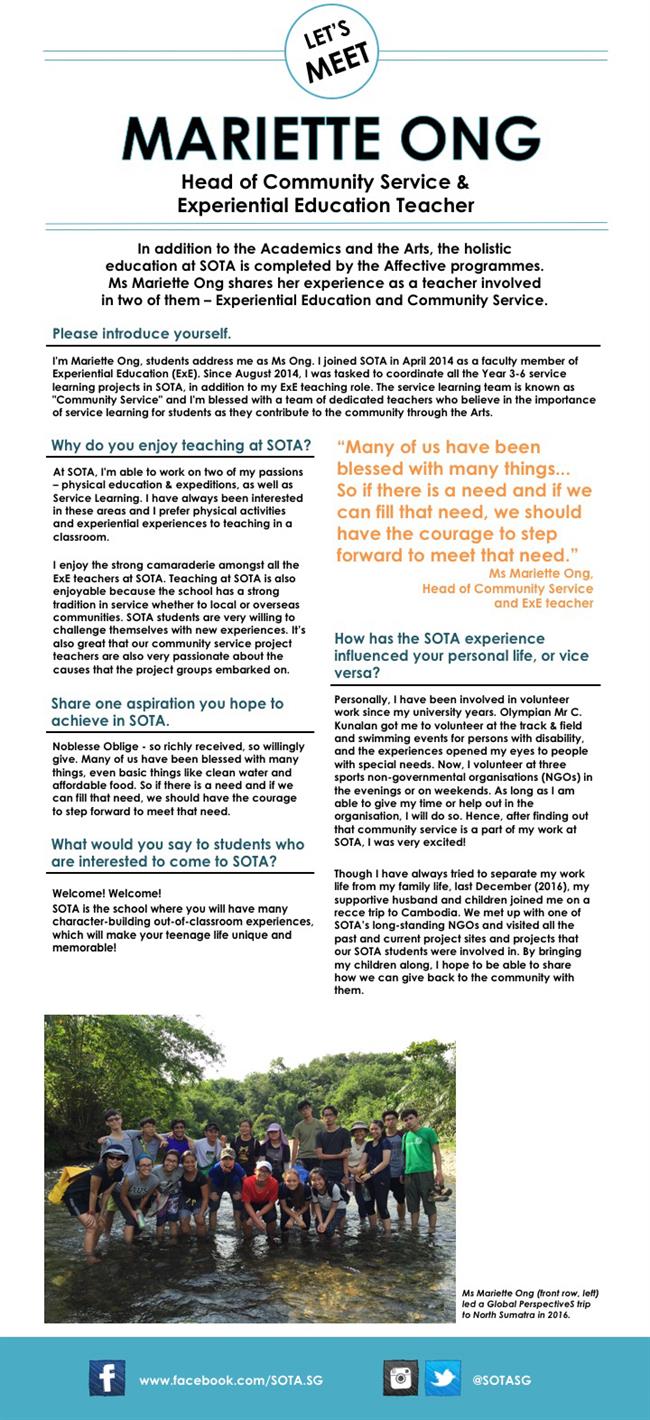 LET'S
MEET
MARIETTE ONG
Head of Community Service &
Experiential Education Teacher
In addition to the Academics and the Arts, the holistic
education at SOTA is completed by the Affective programmes.
Ms Mariette Ong shares her experience as a teacher involved
in two of them – Experiential Education and Community Service.
Please introduce yourself.
I'm Mariette Ong, students address me as Ms Ong. I joined SOTA in April 2014 as a faculty member of
Experiential Education (ExE). Since August 2014, I was tasked to coordinate all the Year 3-6 service
learning projects in SOTA, in addition to my ExE teaching role. The service learning team is known as
"Community Service" and I'm blessed with a team of dedicated teachers who believe in the importance
of service learning for students as they contribute to the community through the Arts.
Why do you enjoy teaching at SOTA?
At SOTA, I'm able to work on two of my passions
– physical education & expeditions, as well as
Service Learning. I have always been interested
in these areas and I prefer physical activities
and experiential experiences to teaching in a
classroom.
I enjoy the strong camaraderie amongst all the
ExE teachers at SOTA. Teaching at SOTA is also
enjoyable because the school has a strong
tradition in service whether to local or overseas
communities. SOTA students are very willing to
challenge themselves with new experiences. It's
also great that our community service project
teachers are also very passionate about the
causes that the project groups embarked on.
Share one aspiration you hope to
achieve in SOTA.
Noblesse Oblige - so richly received, so willingly
give. Many of us have been blessed with many
things, even basic things like clean water and
affordable food. So if there is a need and if we
can fill that need, we should have the courage
to step forward to meet that need.
What would you say to students who
are interested to come to SOTA?
Welcome! Welcome!
SOTA is the school where you will have many
character-building out-of-classroom experiences,
which will make your teenage life unique and
memorable!
“Many of us have been
blessed with many things...
So if there is a need and if we
can fill that need, we should
have the courage to step
forward to meet that need.”
Ms Mariette Ong,
Head of Community Service
and ExE teacher
How has the SOTA experience
influenced your personal life, or vice
versa?
Personally, I have been involved in volunteer
work since my university years. Olympian Mr C.
Kunalan got me to volunteer at the track & field
and swimming events for persons with disability,
and the experiences opened my eyes to people
with special needs. Now, I volunteer at three
sports non-governmental organisations (NGOs) in
the evenings or on weekends. As long as I am
able to give my time or help out in the
organisation, I will do so. Hence, after finding out
that community service is a part of my work at
SOTA, I was very excited!
Though I have always tried to separate my work
life from my family life, last December (2016), my
supportive husband and children joined me on a
recce trip to Cambodia. We met up with one of
SOTA's long-standing NGOs and visited all the
past and current project sites and projects that
our SOTA students were involved in. By bringing
my children along, I hope to be able to share
how we can give back to the community with
them.
Ms Mariette Ong (front row, left)
led a Global PerspectiveS trip
to North Sumatra in 2016.
www.facebook.com/SOTA.SG
@SOTASG